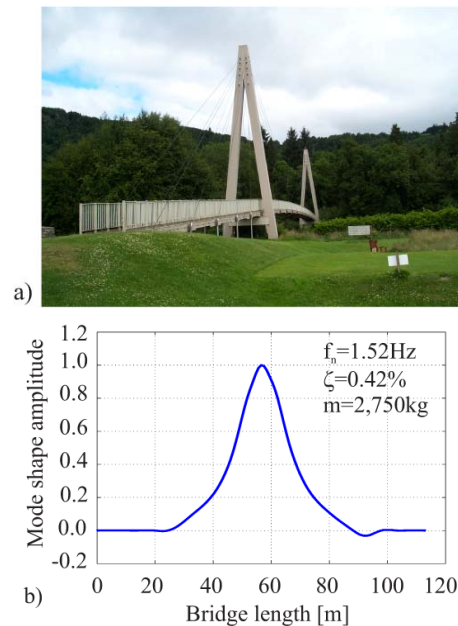 a)
b)
Mode shape amplitude
1.2
1.0
0.8
0.6
0.4
0.2
0.0
-0.2
fₙ=1.52Hz
ζ=0.42%
m=2,750kg
0 20 40 60 80 100 120
Bridge length [m]